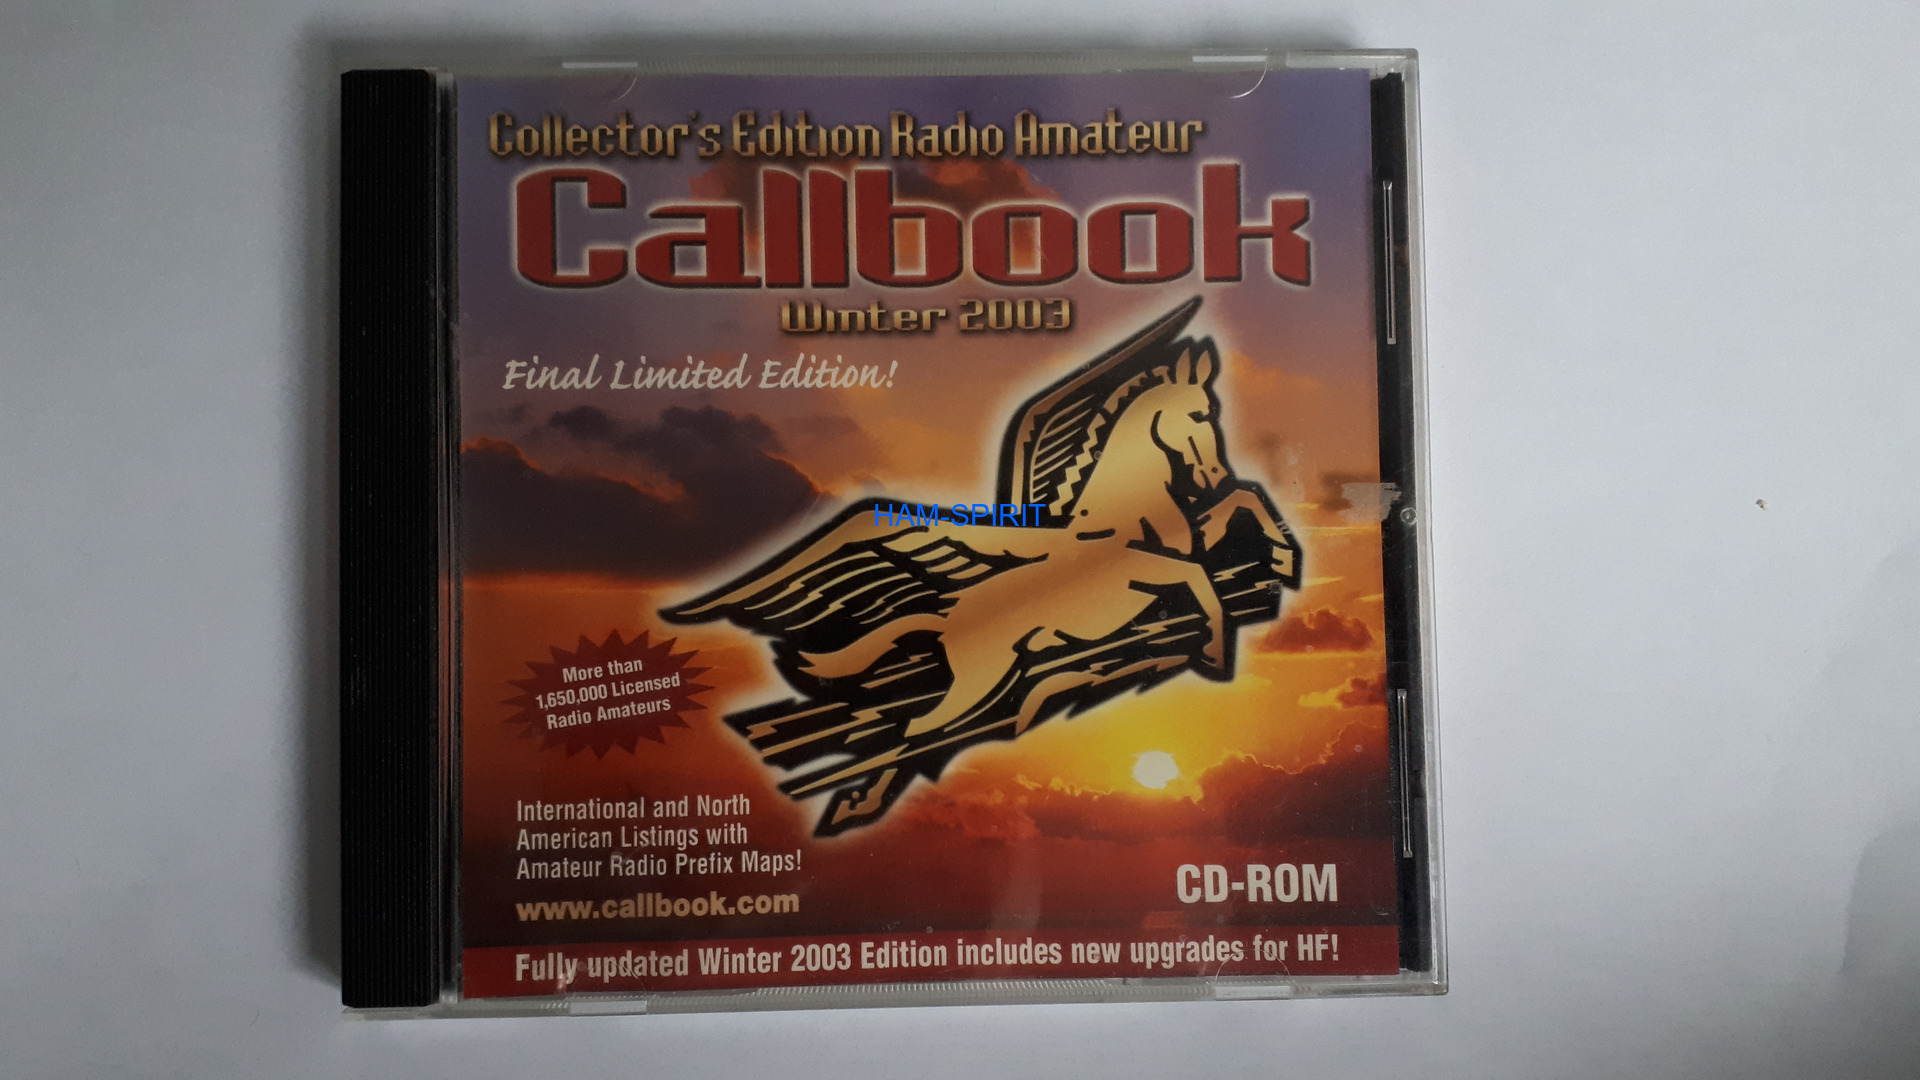 Collector's Edition Radio Amateur
Callbook
Winter 2003
Final Limited Edition!
HAM-SPIRIT
More than
1,650,000 Licensed
Radio Amateurs
International and North
American Listings with
Amateur Radio Prefix Maps!
www.callbook.com
CD-ROM
Fully updated Winter 2003 Edition includes new upgrades for HF!